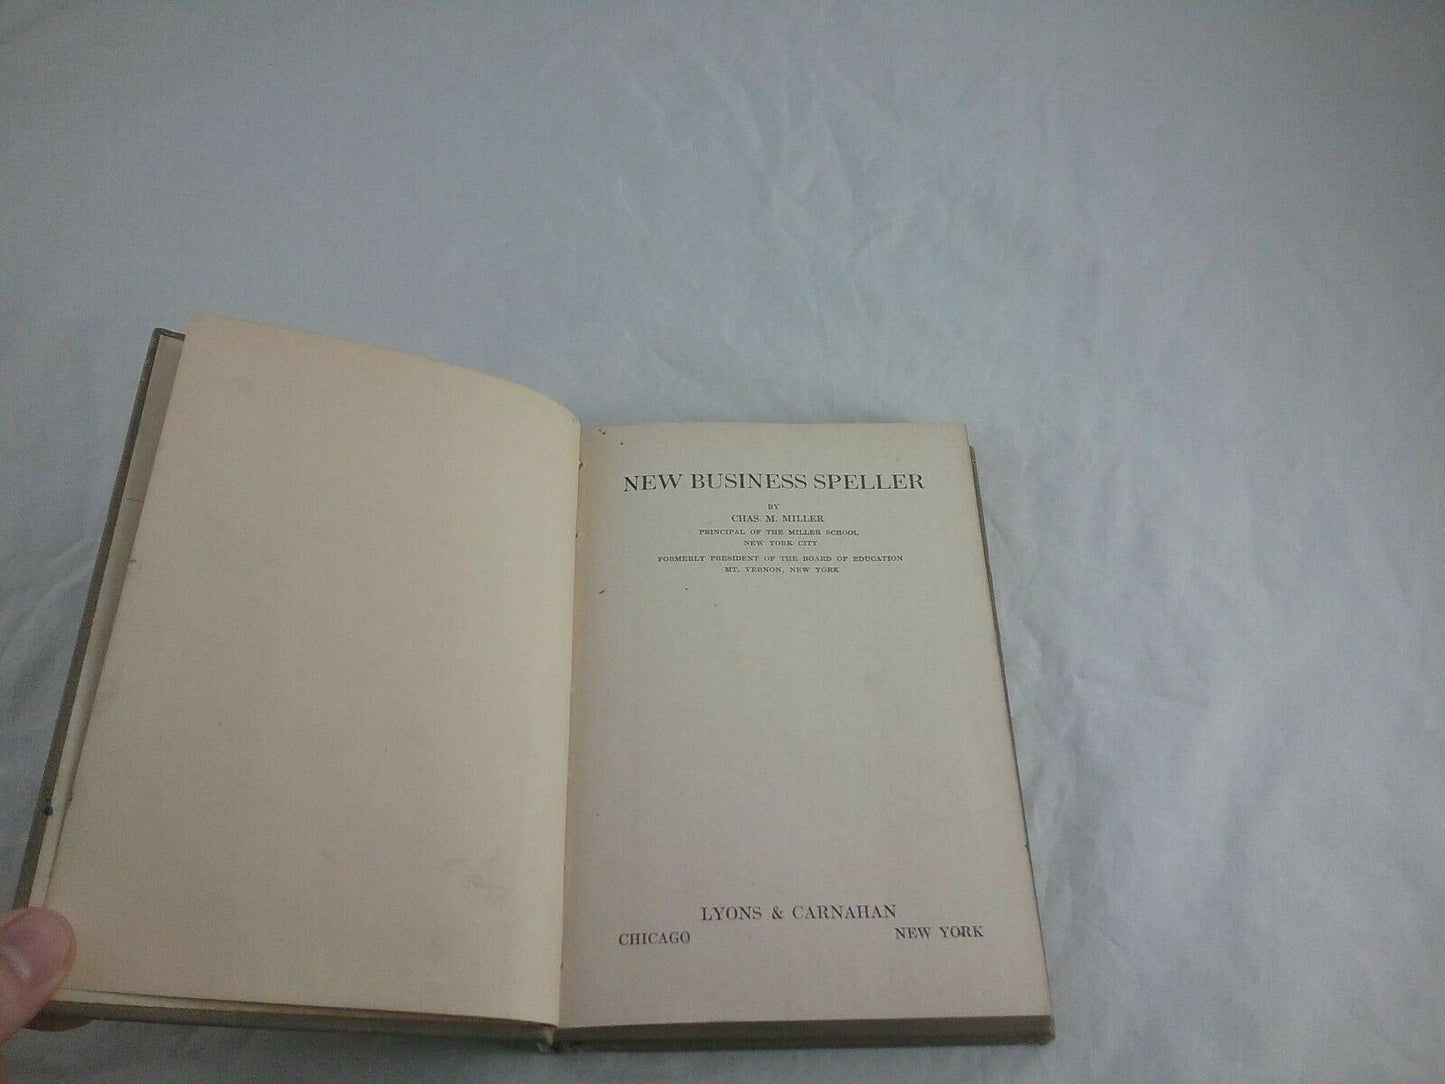 NEW BUSINESS SPELLER
BY
CHAS. M. MILLER
PRINCIPAL OF THE MILLER SCHOOL
NEW YORK CITY
FORMERLY PRESIDENT OF THE BOARD OF EDUCATION
MT. VERNON, NEW YORK
LYONS & CARNAHAN
CHICAGO NEW YORK